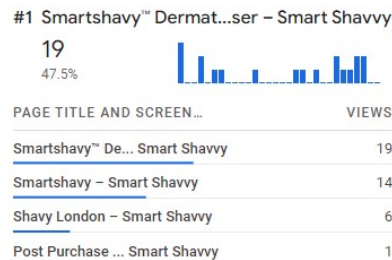 #1 Smartshavy™ Dermat...ser – Smart Shavvy
19
47.5%
PAGE TITLE AND SCREEN... VIEWS
Smartshavy™ De... Smart Shavvy 19
Smartshavy – Smart Shavvy 14
Shavy London – Smart Shavvy 6
Post Purchase ... Smart Shavvy 1